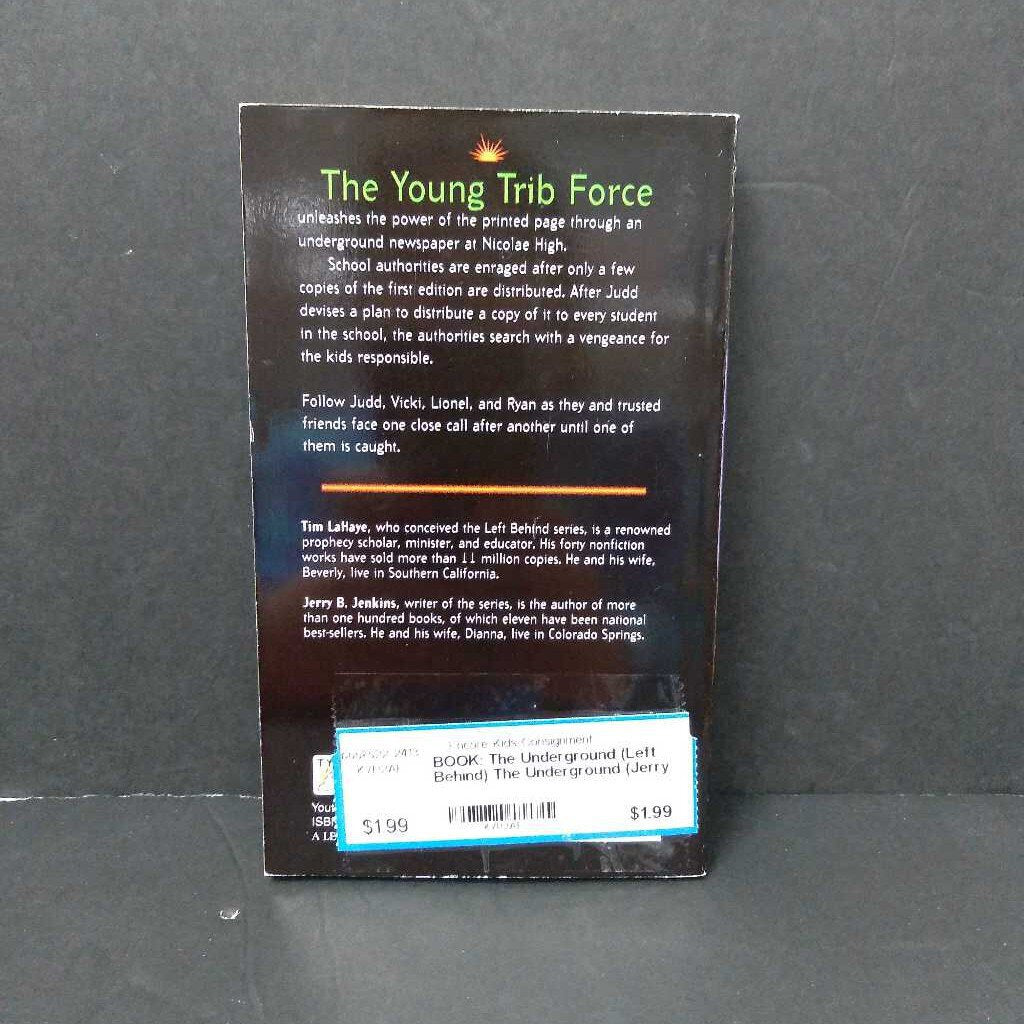 The Young Trib Force
unleashes the power of the printed page through an
underground newspaper at Nicolae High.
School authorities are enraged after only a few
copies of the first edition are distributed. After Judd
devises a plan to distribute a copy of it to every student
in the school, the authorities search with a vengeance for
the kids responsible.
Follow Judd, Vicki, Lionel, and Ryan as they and trusted
friends face one close call after another until one of
them is caught.
Tim LaHaye, who conceived the Left Behind series, is a renowned
prophecy scholar, minister, and educator. His forty nonfiction
works have sold more than 11 million copies. He and his wife,
Beverly, live in Southern California.
Jerry B. Jenkins, writer of the series, is the author of more
than one hundred books, of which eleven have been national
best-sellers. He and his wife, Dianna, live in Colorado Springs.
Encore Kids Consignment
BOOK: The Underground (Left
Behind) The Underground (Jerry
$1.99
$1.99
TY
You
ISB
A LE